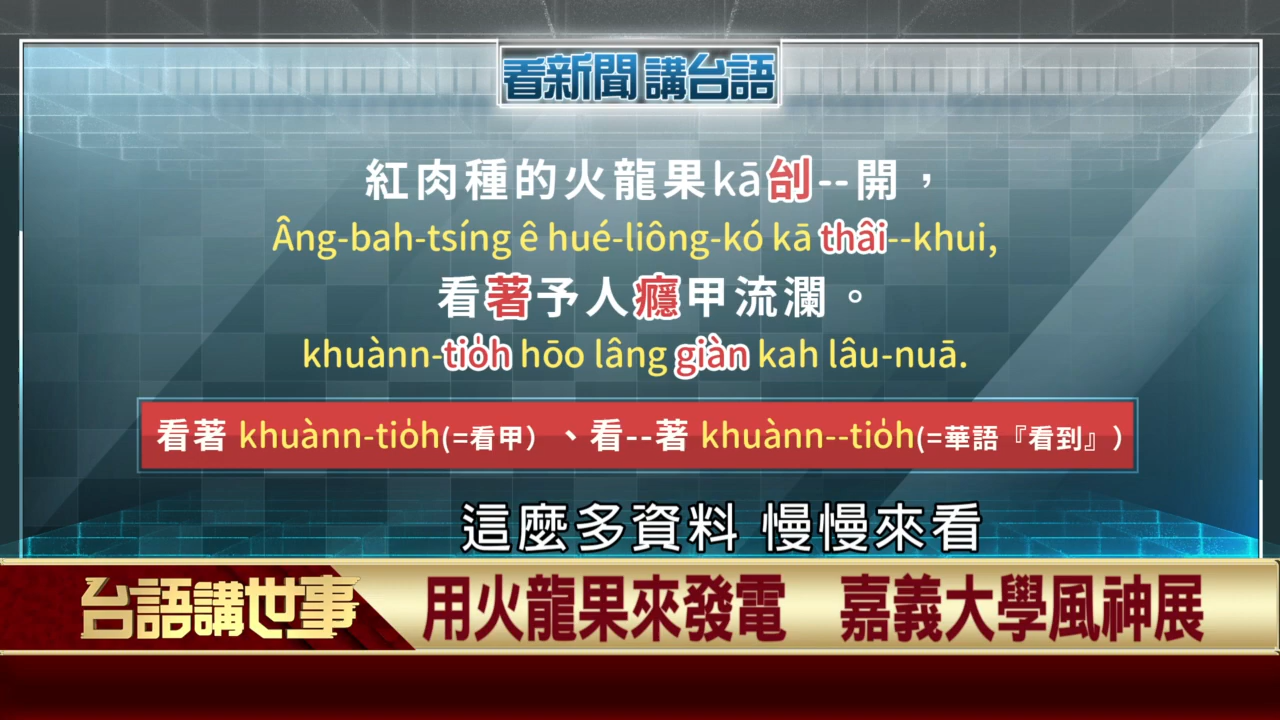 看新聞 講台語
紅肉種的火龍果kā刣--開，
Âng-bah-tsíng ê hué-liông-kó kā thâi--khui,
看著予人癮甲流瀾。
khuànn-tio̍h hōo lâng giàn kah lâu-nuā.
看著 khuànn-tio̍h(=看甲）、看--著 khuànn--tio̍h(=華語『看到』）
這麼多資料 慢慢來看
台語講世事
用火龍果來發電 嘉義大學風神展